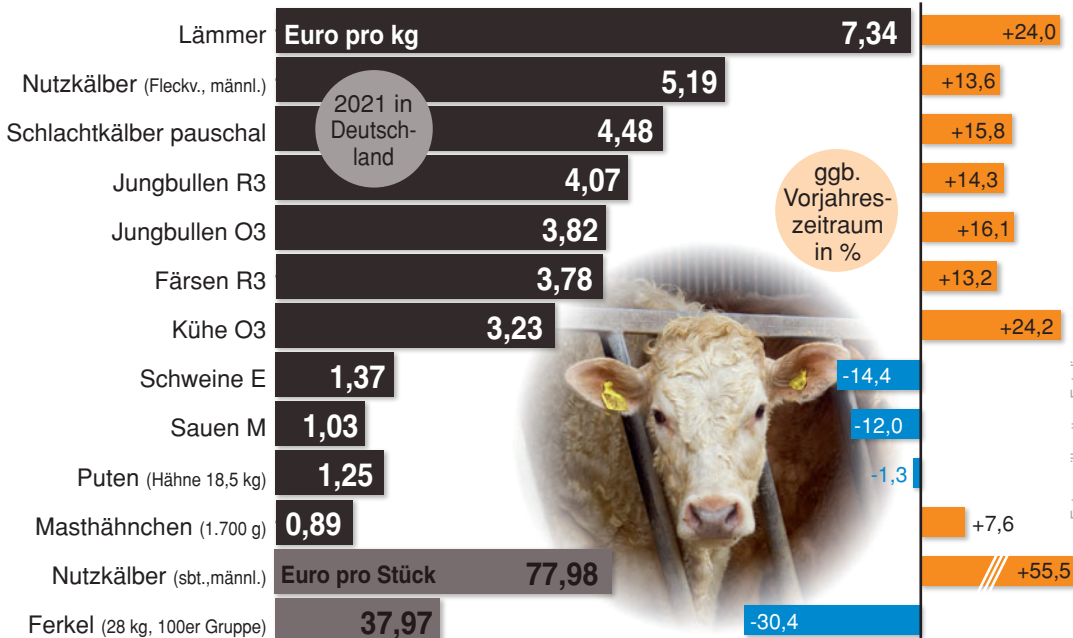 Lämmer Euro pro kg 7,34 +24,0
Nutzkälber (Fleckv., männl.) 5,19 +13,6
2021 in
Deutsch-
land
Schlachtkälber pauschal 4,48 +15,8
Jungbullen R3 4,07 +14,3
ggb.
Vorjahres-
zeitraum
in %
Jungbullen O3 3,82 +16,1
Färsen R3 3,78 +13,2
Kühe O3 3,23 +24,2
Schweine E 1,37 -14,4
Sauen M 1,03 -12,0
Puten (Hähne 18,5 kg) 1,25 -1,3
Masthähnchen (1.700 g) 0,89 +7,6
Nutzkälber (sbt.,männl.) Euro pro Stück 77,98 +55,5
Ferkel (28 kg, 100er Gruppe) 37,97 -30,4